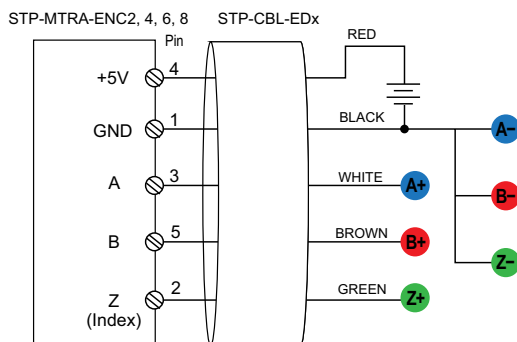 STP-MTRA-ENC2, 4, 6, 8 STP-CBL-EDx
Pin
RED
+5V 4
GND 1 BLACK A−
A 3 WHITE A+
B−
B 5 BROWN B+
Z−
Z 2 GREEN Z+
(Index)